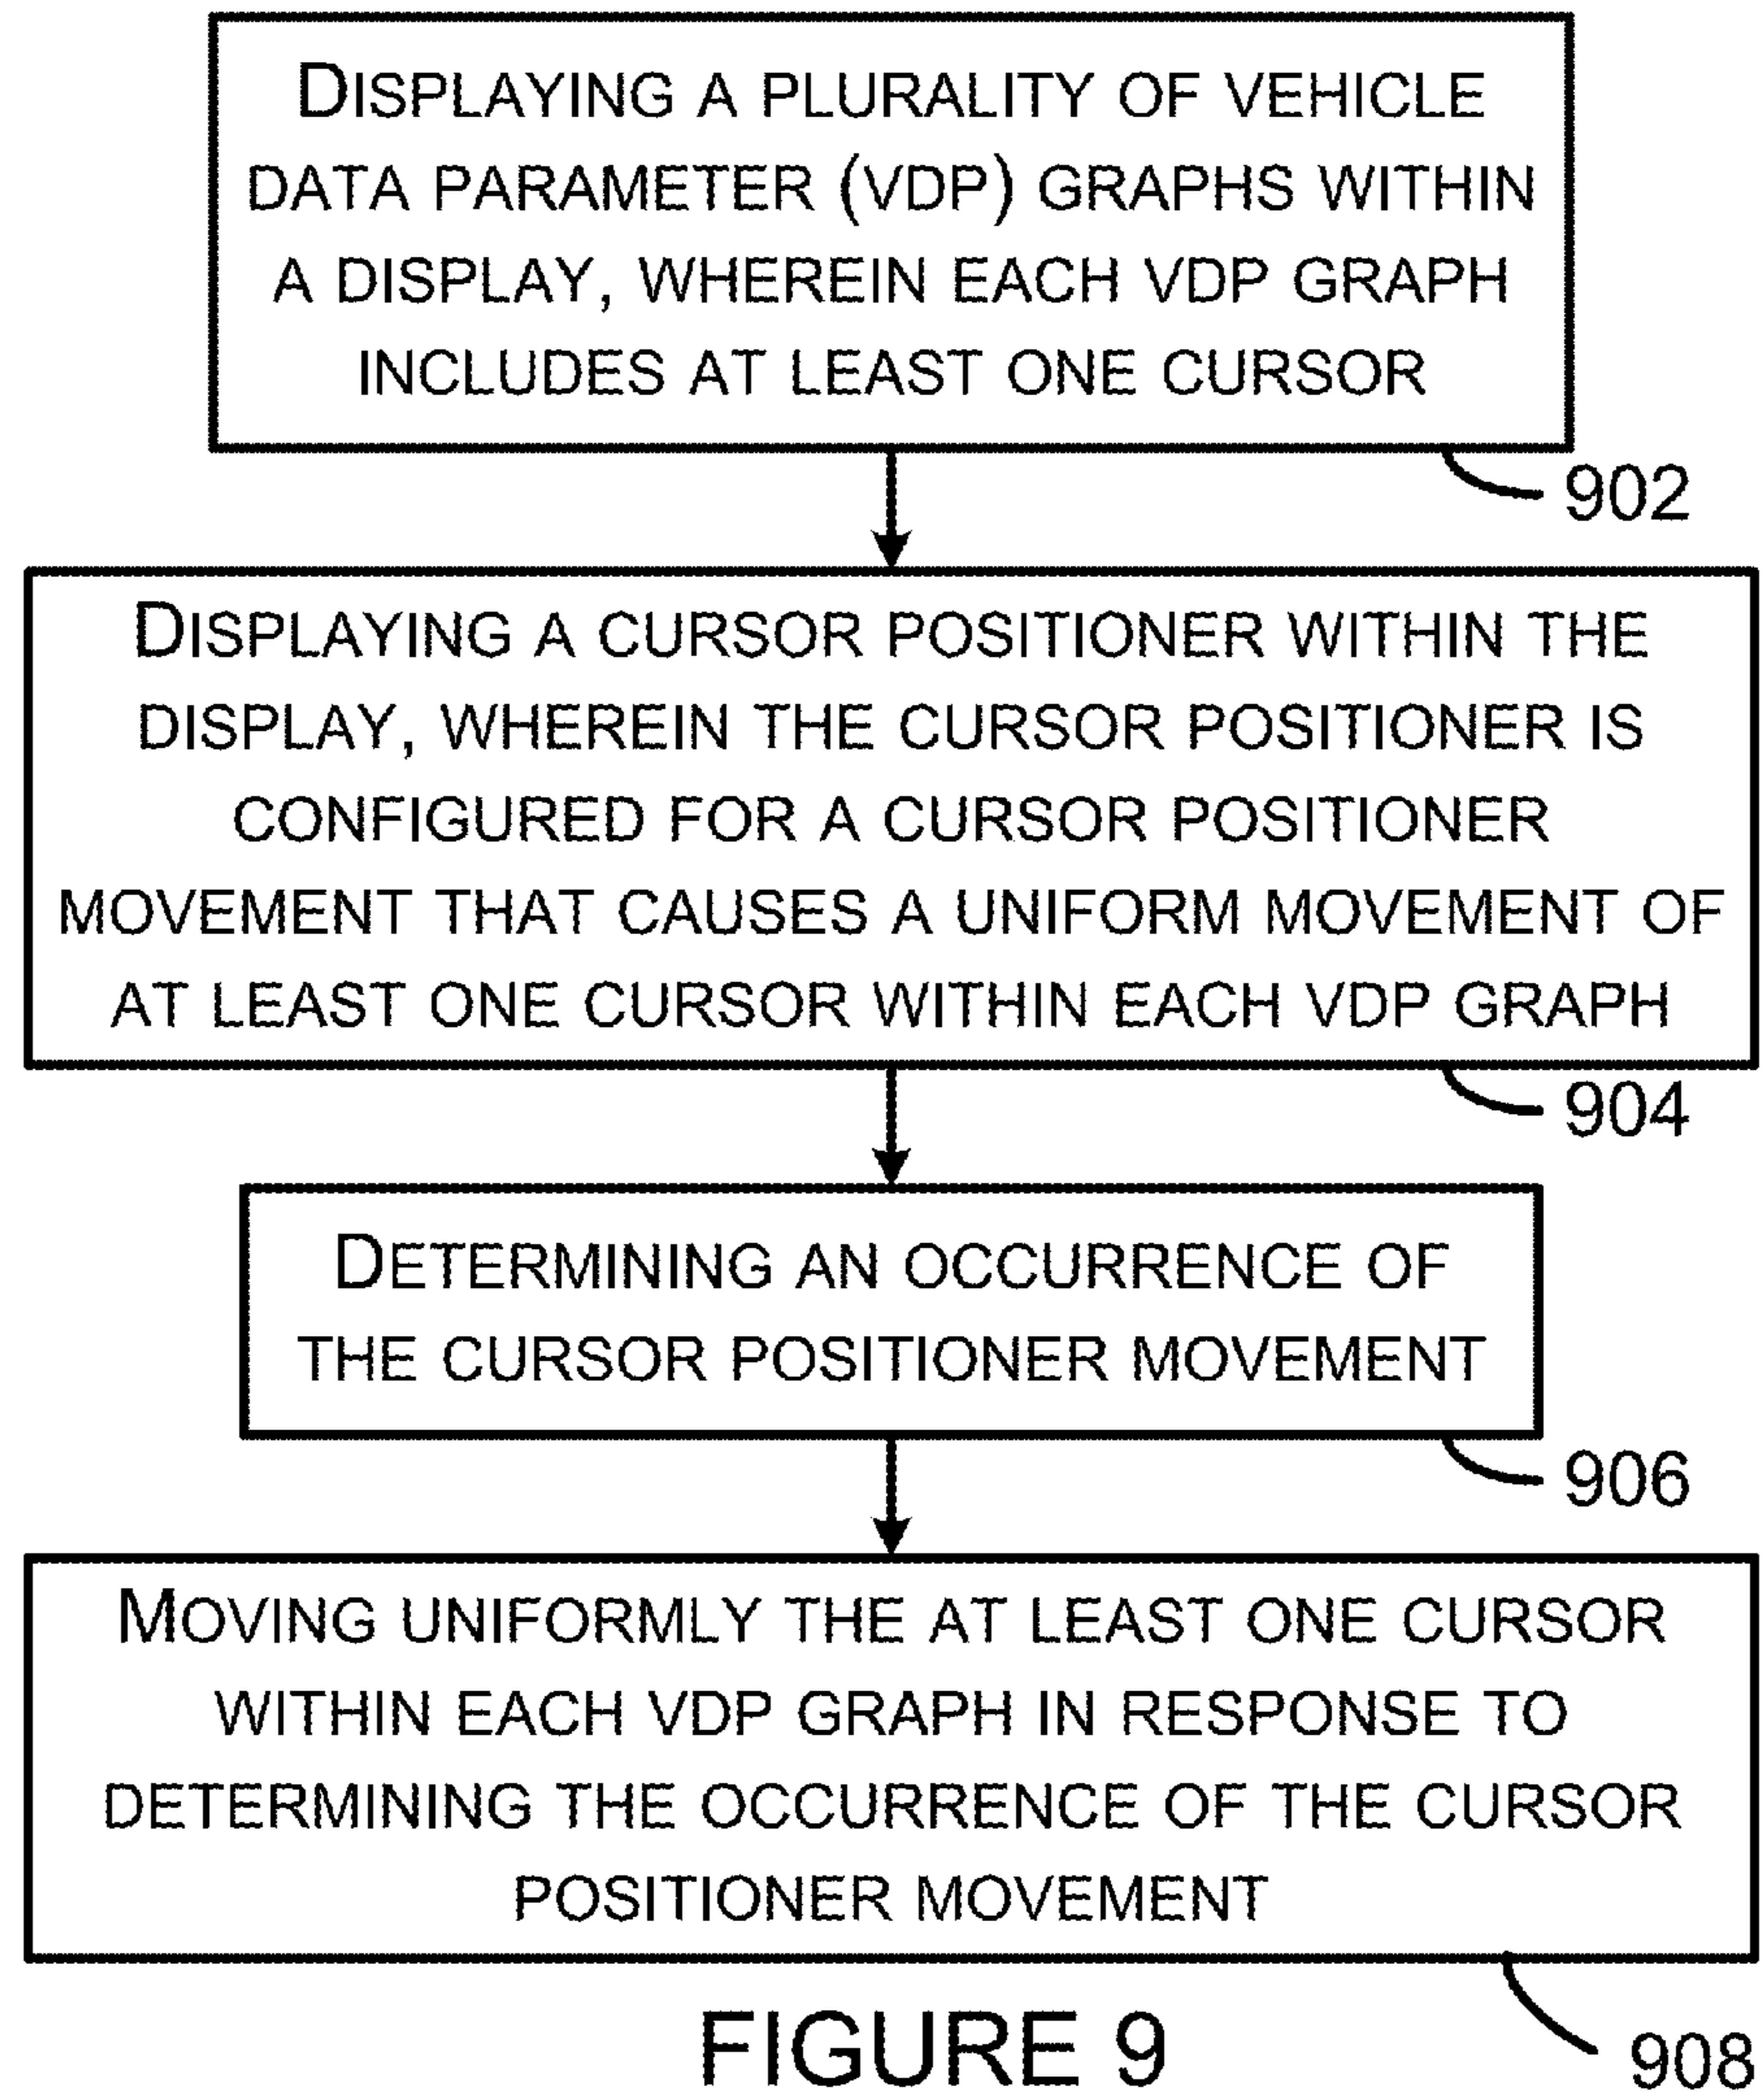 DISPLAYING A PLURALITY OF VEHICLE
DATA PARAMETER (VDP) GRAPHS WITHIN
A DISPLAY, WHEREIN EACH VDP GRAPH
INCLUDES AT LEAST ONE CURSOR
902
DISPLAYING A CURSOR POSITIONER WITHIN THE
DISPLAY, WHEREIN THE CURSOR POSITIONER IS
CONFIGURED FOR A CURSOR POSITIONER
MOVEMENT THAT CAUSES A UNIFORM MOVEMENT OF
AT LEAST ONE CURSOR WITHIN EACH VDP GRAPH
904
DETERMINING AN OCCURRENCE OF
THE CURSOR POSITIONER MOVEMENT
906
MOVING UNIFORMLY THE AT LEAST ONE CURSOR
WITHIN EACH VDP GRAPH IN RESPONSE TO
DETERMINING THE OCCURRENCE OF THE CURSOR
POSITIONER MOVEMENT
908
FIGURE 9